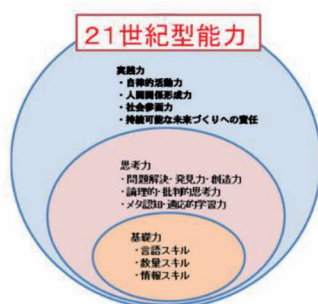 21世紀型能力
実践力
・自律的活動力
・人間関係形成力
・社会参画力
・持続可能な未来づくりへの責任
思考力
・問題解決・発見力・創造力
・論理的・批判的思考力
・メタ認知・適応的学習力
基礎力
・言語スキル
・数量スキル
・情報スキル